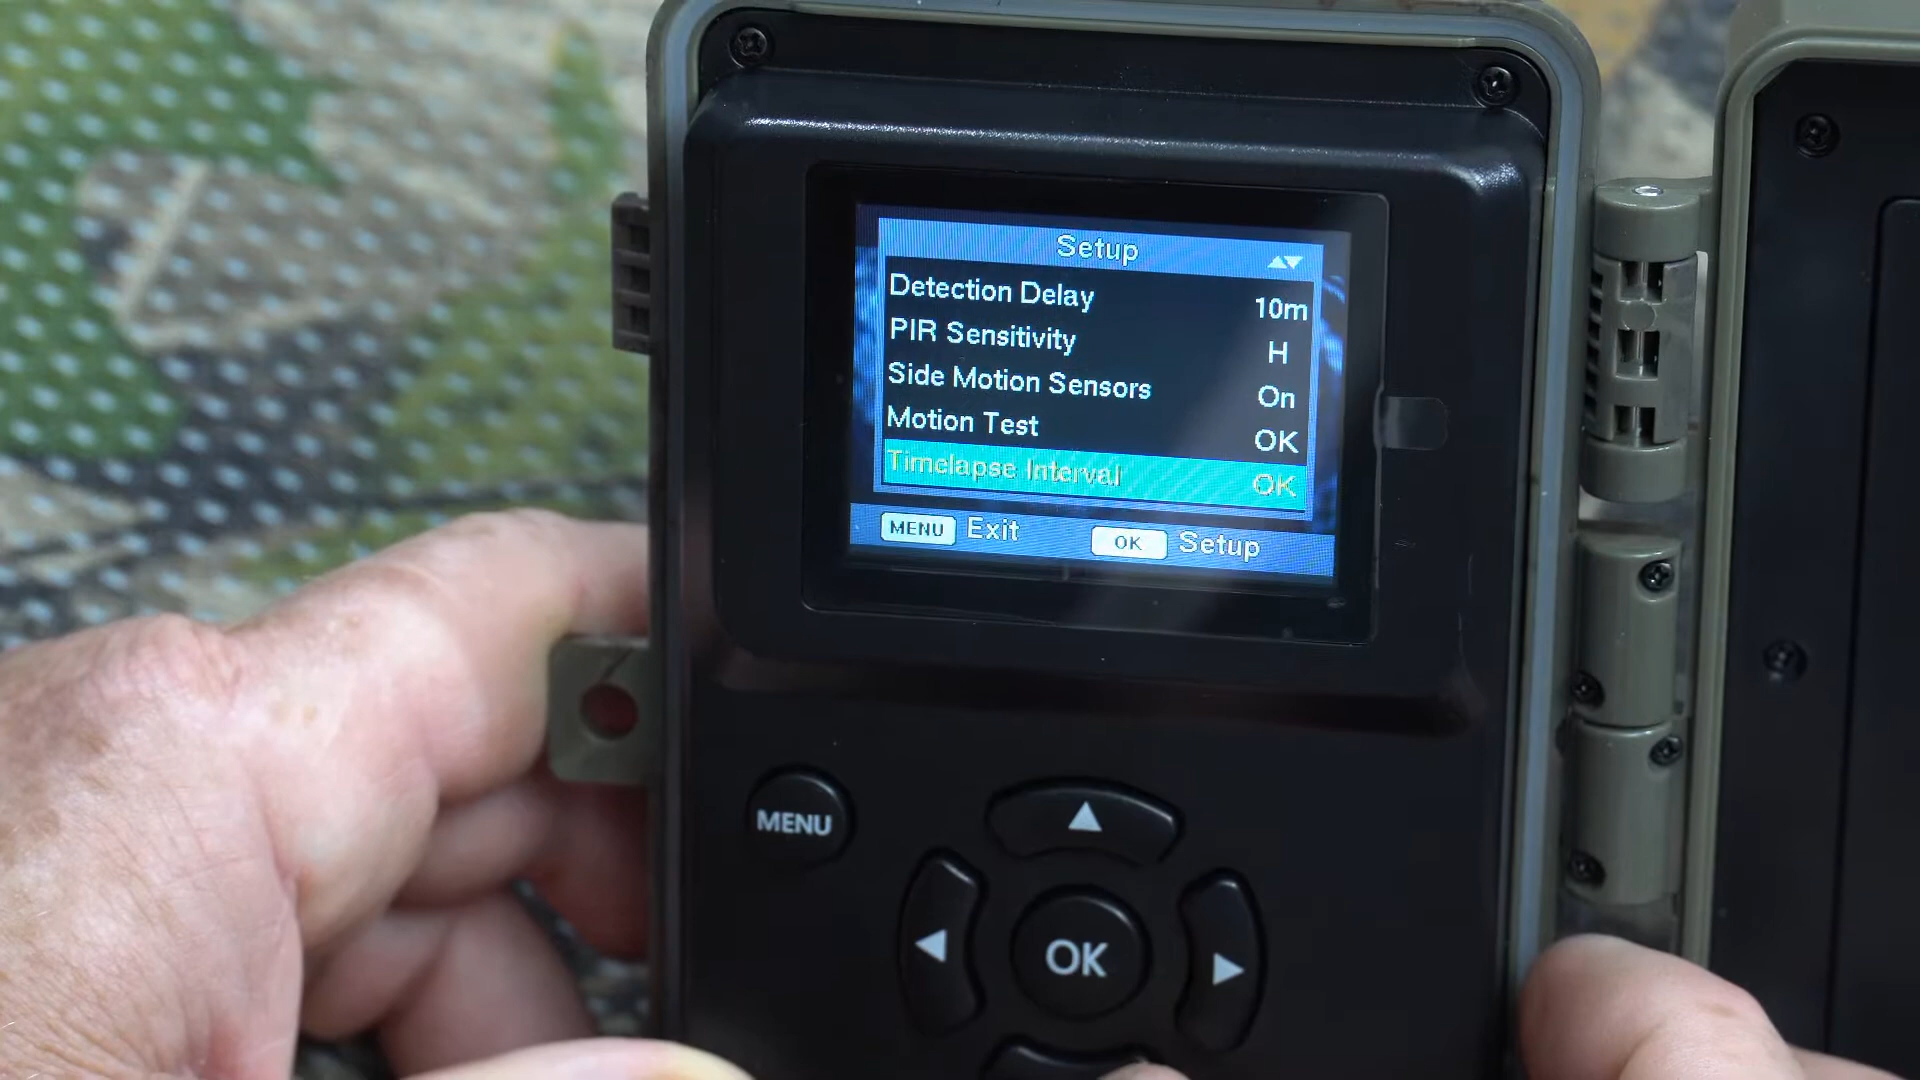 Setup
Detection Delay 10m
PIR Sensitivity H
Side Motion Sensors On
Motion Test OK
Timelapse Interval OK
MENU Exit OK Setup
MENU
OK